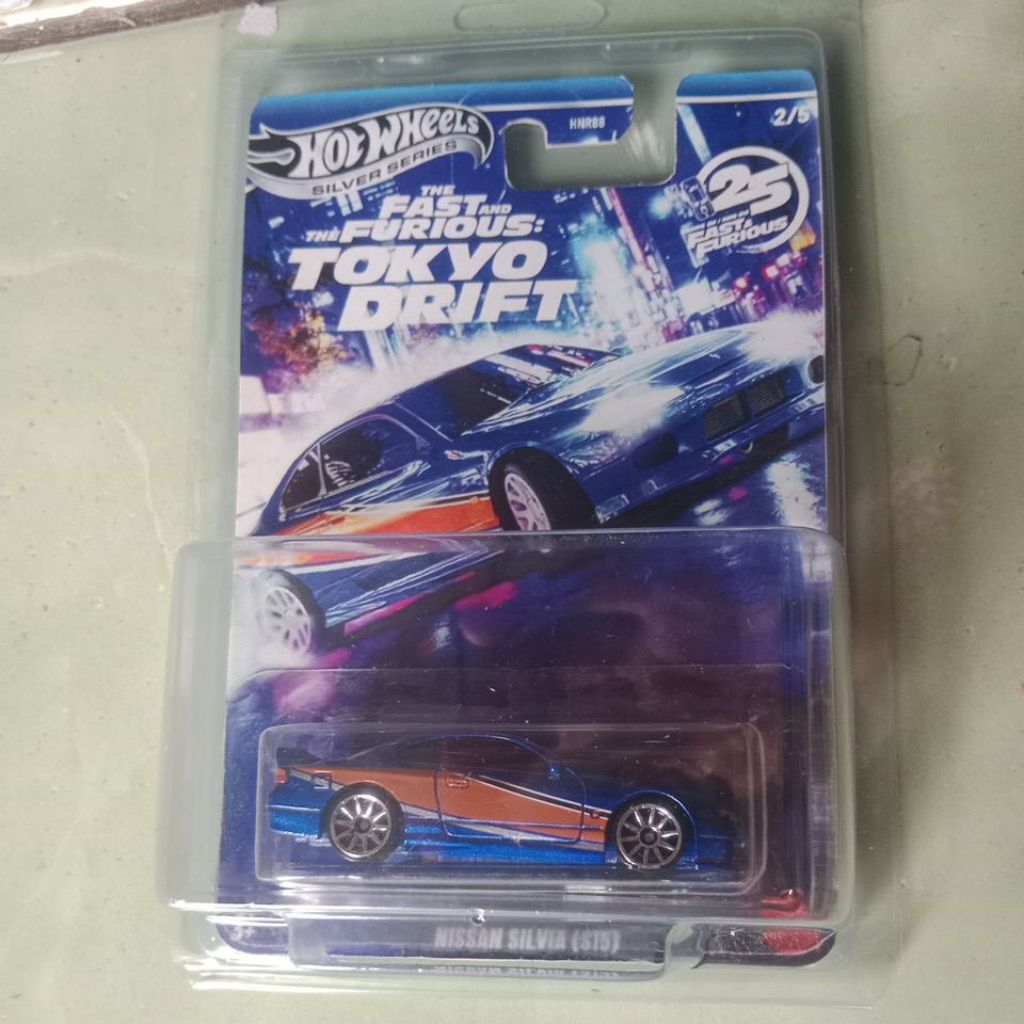 HOT WHEELS
SILVER SERIES
HNR88
2/5
THE
FAST AND
THE FURIOUS:
TOKYO
DRIFT
25
FAST &
FURIOUS
NISSAN SILVIA (S15)